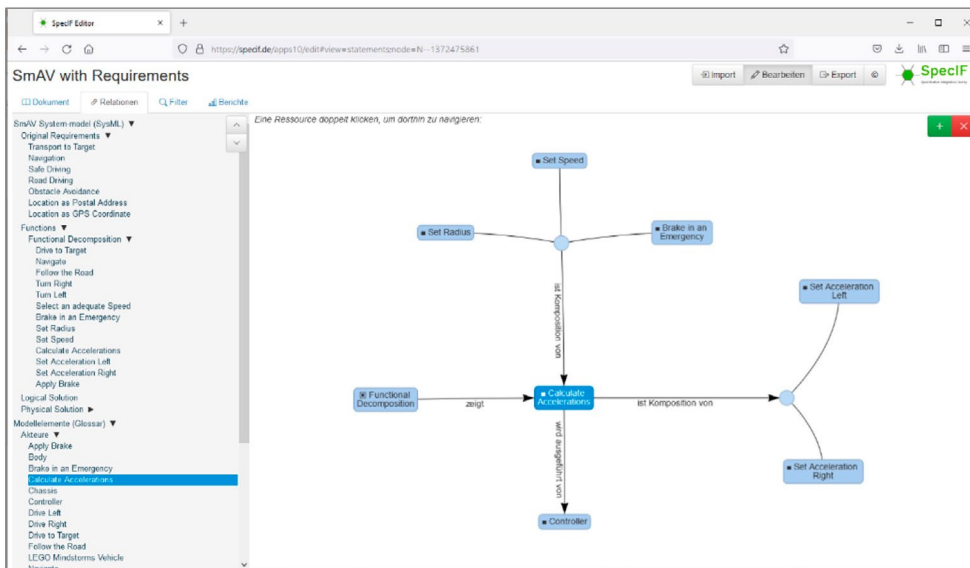 SpecIF Editor
https://specif.de/apps10/edit#view=statementsnode=N--1372475861
SmAV with Requirements
Import
Bearbeiten
Export
SpecIF
Dokument
Relationen
Filter
Berichte
SmAV System model (SysML) ▼
Original Requirements ▼
Transport to Target
Navigation
Safe Driving
Road Driving
Obstacle Avoidance
Location as Postal Address
Location as GPS Coordinate
Functions ▼
Functional Decomposition ▼
Drive to Target
Navigate
Follow the Road
Turn Right
Turn Left
Select an adequate Speed
Brake in an Emergency
Set Radius
Set Speed
Calculate Accelerations
Set Acceleration Left
Set Acceleration Right
Apply Brake
Logical Solution
Physical Solution ►
Modellelemente (Glossar) ▼
Akteure ▼
Apply Brake
Body
Brake in an Emergency
Calculate Accelerations
Chassis
Controller
Drive Left
Drive Right
Drive to Target
Follow the Road
LEGO Mindstorms Vehicle
Eine Ressource doppelt klicken, um dorthin zu navigieren:
Set Speed
Set Radius
Brake in an
Emergency
Set Acceleration
Left
ist Komposition von
Functional
Decomposition
zeigt
Calculate
Accelerations
ist Komposition von
wird ausgeführt von
Set Acceleration
Right
Controller